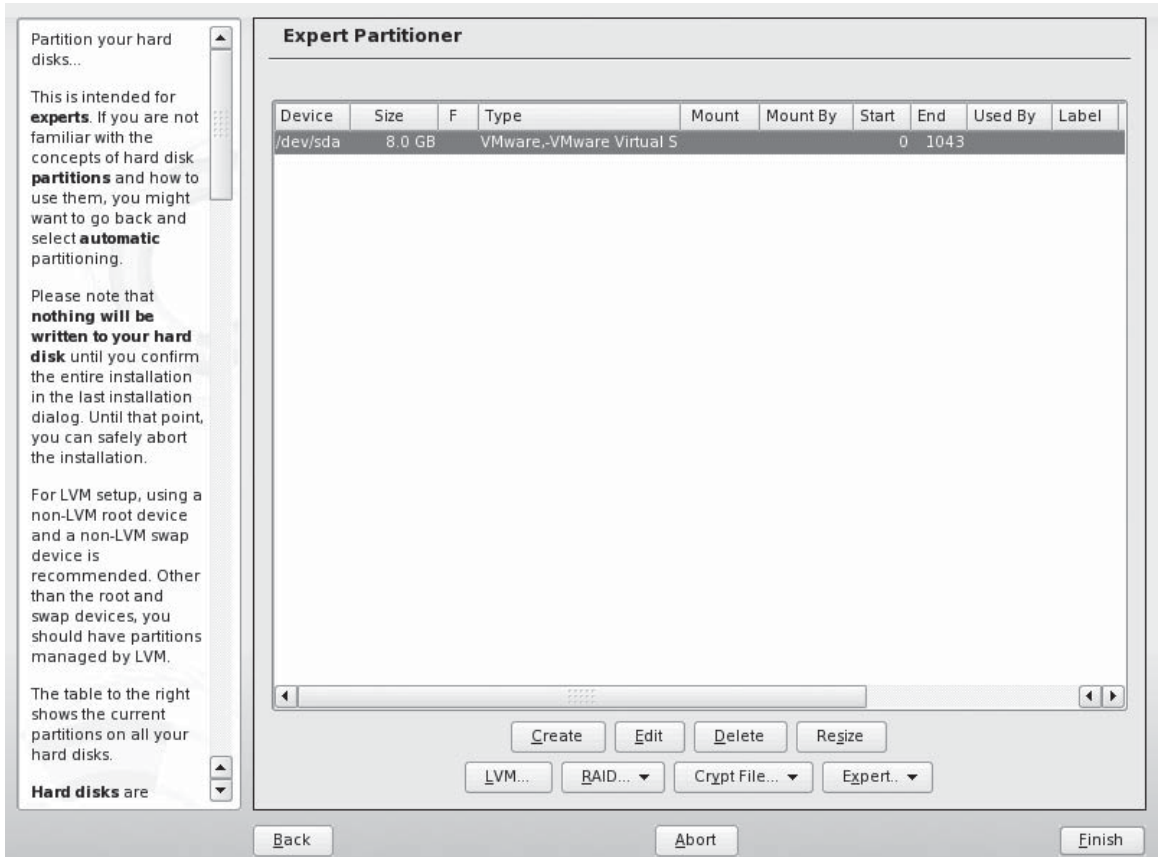 Partition your hard
disks...
This is intended for
experts. If you are not
familiar with the
concepts of hard disk
partitions and how to
use them, you might
want to go back and
select automatic
partitioning.
Please note that
nothing will be
written to your hard
disk until you confirm
the entire installation
in the last installation
dialog. Until that point,
you can safely abort
the installation.
For LVM setup, using a
non-LVM root device
and a non-LVM swap
device is
recommended. Other
than the root and
swap devices, you
should have partitions
managed by LVM.
The table to the right
shows the current
partitions on all your
hard disks.
Hard disks are
Expert Partitioner
Device Size F Type Mount Mount By Start End Used By Label
/dev/sda 8.0 GB VMware,-VMware Virtual S 0 1043
Create Edit Delete Resize
LVM... RAID... Crypt File... Expert..
Back Abort Finish